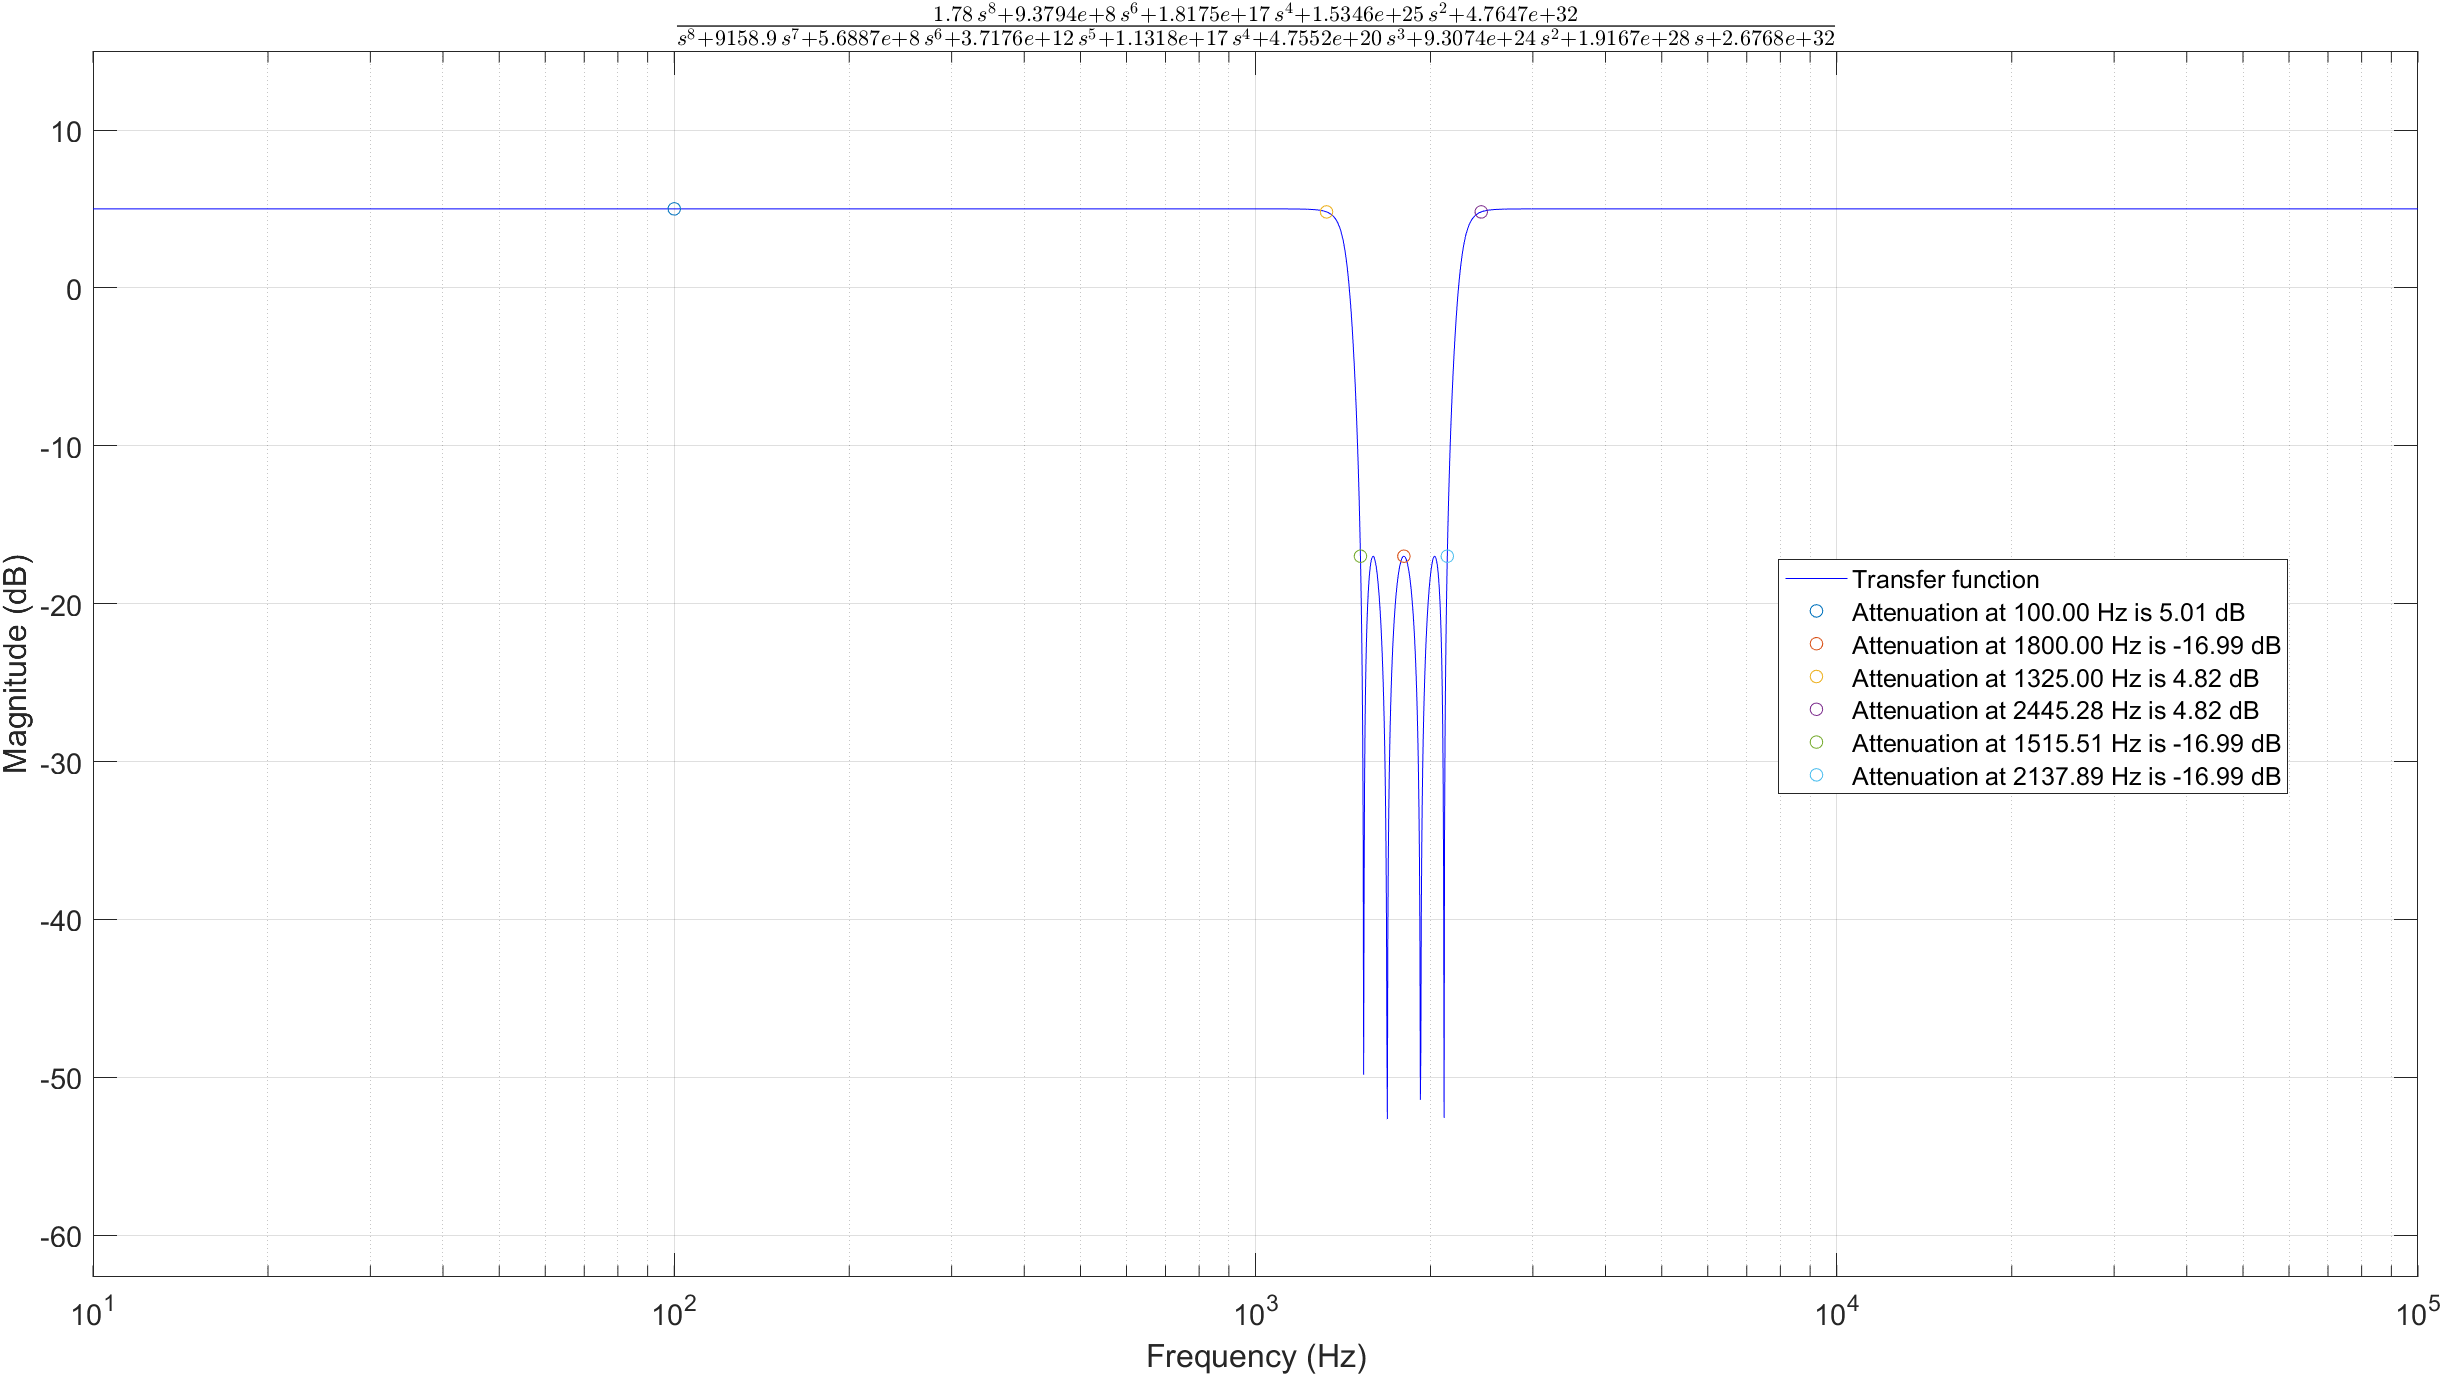 1.78 s^8+9.3794e+8 s^6+1.8175e+17 s^4+1.5346e+25 s^2+4.7647e+32
s^8+9158.9 s^7+5.6887e+8 s^6+3.7176e+12 s^5+1.1318e+17 s^4+4.7552e+20 s^3+9.3074e+24 s^2+1.9167e+28 s+2.6768e+32
10
0
-10
-20
-30
-40
-50
-60
Magnitude (dB)
Transfer function
Attenuation at 100.00 Hz is 5.01 dB
Attenuation at 1800.00 Hz is -16.99 dB
Attenuation at 1325.00 Hz is 4.82 dB
Attenuation at 2445.28 Hz is 4.82 dB
Attenuation at 1515.51 Hz is -16.99 dB
Attenuation at 2137.89 Hz is -16.99 dB
10^1 10^2 10^3 10^4 10^5
Frequency (Hz)